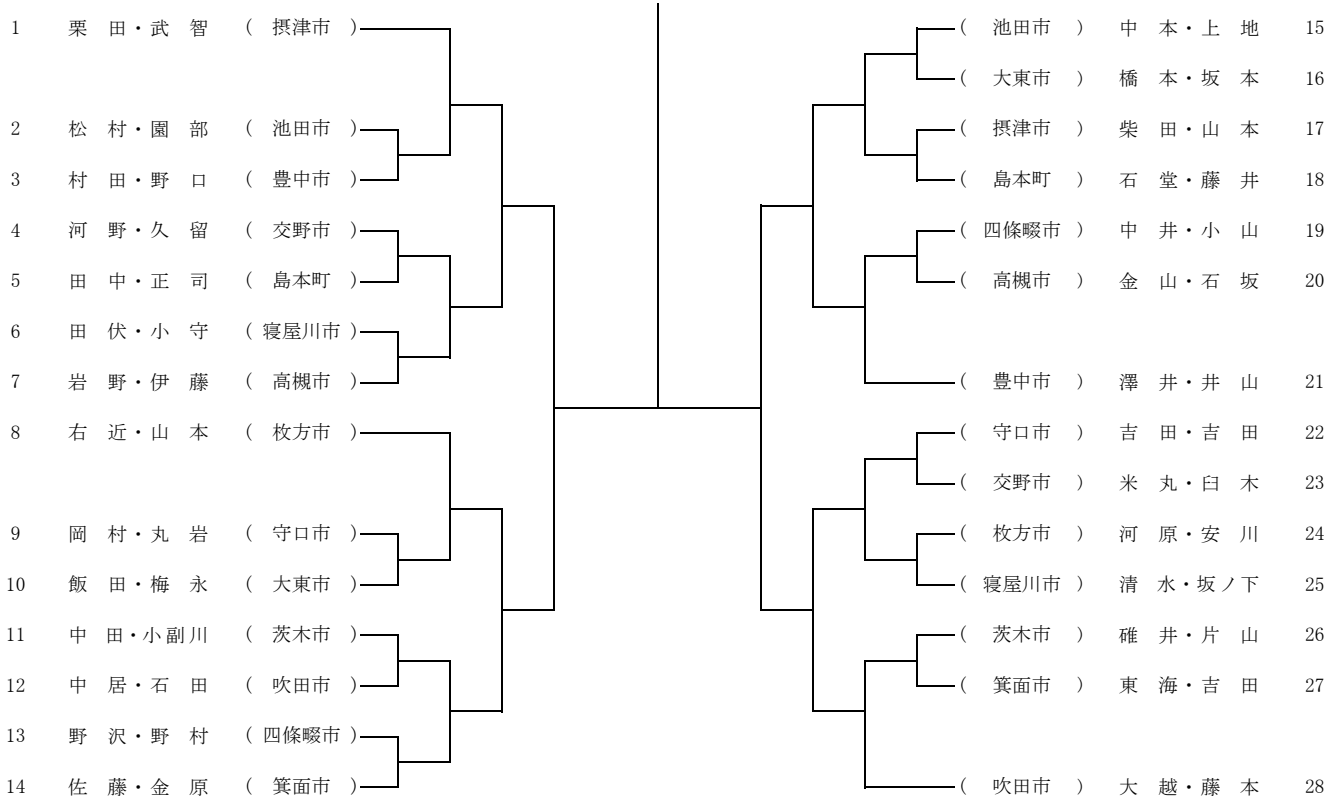 1 栗 田・武 智 ( 摂津市 )
2 松 村・園 部 ( 池田市 )
3 村 田・野 口 ( 豊中市 )
4 河 野・久 留 ( 交野市 )
5 田 中・正 司 ( 島本町 )
6 田 伏・小 守 ( 寝屋川市 )
7 岩 野・伊 藤 ( 高槻市 )
8 右 近・山 本 ( 枚方市 )
9 岡 村・丸 岩 ( 守口市 )
10 飯 田・梅 永 ( 大東市 )
11 中 田・小副川 ( 茨木市 )
12 中 居・石 田 ( 吹田市 )
13 野 沢・野 村 ( 四條畷市 )
14 佐 藤・金 原 ( 箕面市 )
( 池田市 ) 中 本・上 地 15
( 大東市 ) 橋 本・坂 本 16
( 摂津市 ) 柴 田・山 本 17
( 島本町 ) 石 堂・藤 井 18
( 四條畷市 ) 中 井・小 山 19
( 高槻市 ) 金 山・石 坂 20
( 豊中市 ) 澤 井・井 山 21
( 守口市 ) 吉 田・吉 田 22
( 交野市 ) 米 丸・臼 木 23
( 枚方市 ) 河 原・安 川 24
( 寝屋川市 ) 清 水・坂ノ下 25
( 茨木市 ) 碓 井・片 山 26
( 箕面市 ) 東 海・吉 田 27
( 吹田市 ) 大 越・藤 本 28